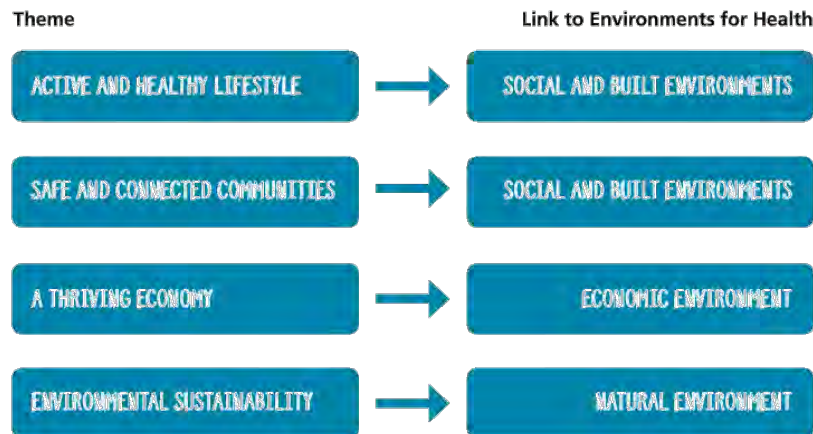 Theme
Link to Environments for Health
ACTIVE AND HEALTHY LIFESTYLE
SOCIAL AND BUILT ENVIRONMENTS
SAFE AND CONNECTED COMMUNITIES
SOCIAL AND BUILT ENVIRONMENTS
A THRIVING ECONOMY
ECONOMIC ENVIRONMENT
ENVIRONMENTAL SUSTAINABILITY
NATURAL ENVIRONMENT